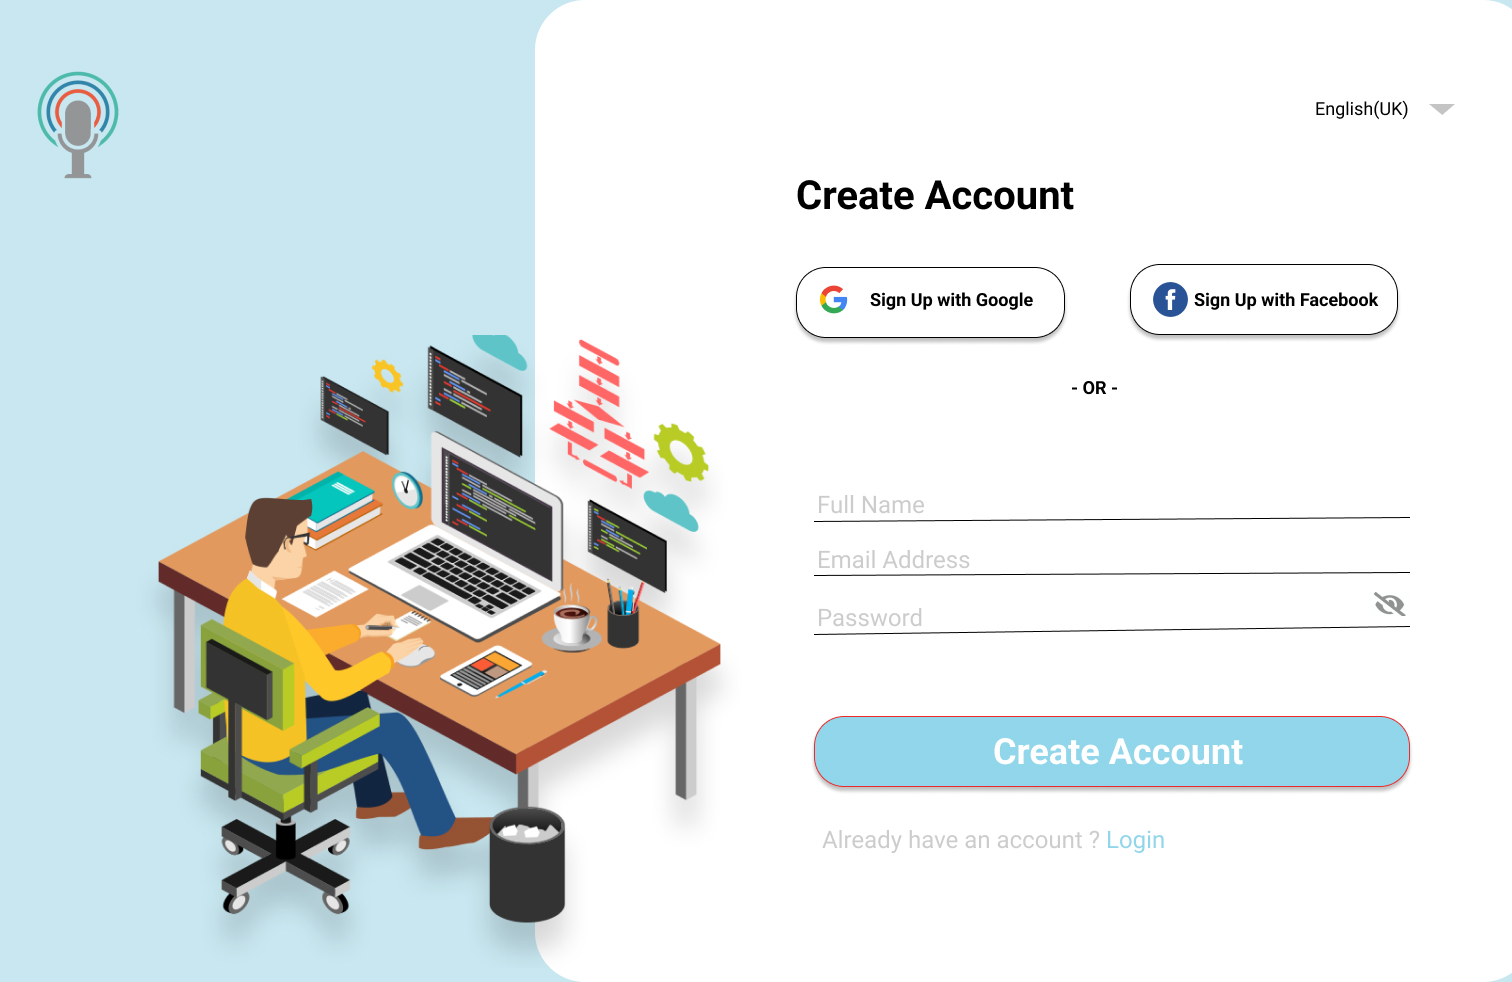 English(UK)
Create Account
Sign Up with Google
Sign Up with Facebook
- OR -
Full Name
Email Address
Password
Create Account
Already have an account ? Login